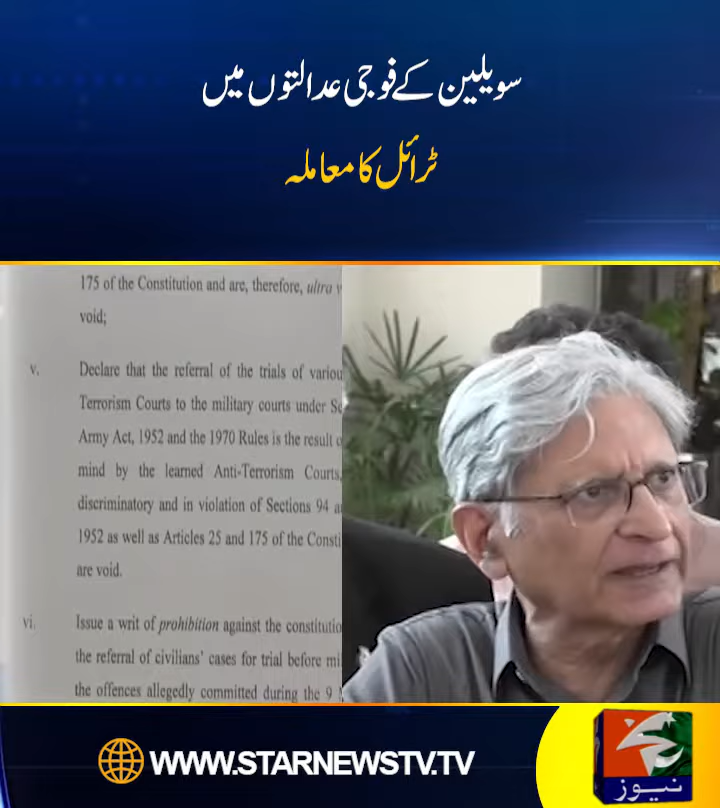 سویلین کے فوجی عدالتوں میں
ٹرائل کا معاملہ
175 of the Constitution and are, therefore, ultra
void;
v. Declare that the referral of the trials of
Terrorism Courts to the military courts under
Army Act, 1952 and the 1970 Rules is the result
mind by the learned Anti-Terrorism Courts,
discriminatory and in violation of Sections 94
1952 as well as Articles 25 and 175 of the
are void.
vi. Issue a writ of prohibition against the
the referral of civilians' cases for trial before
the offences allegedly committed during the 9
WWW.STARNEWSTV.TV
نیوز